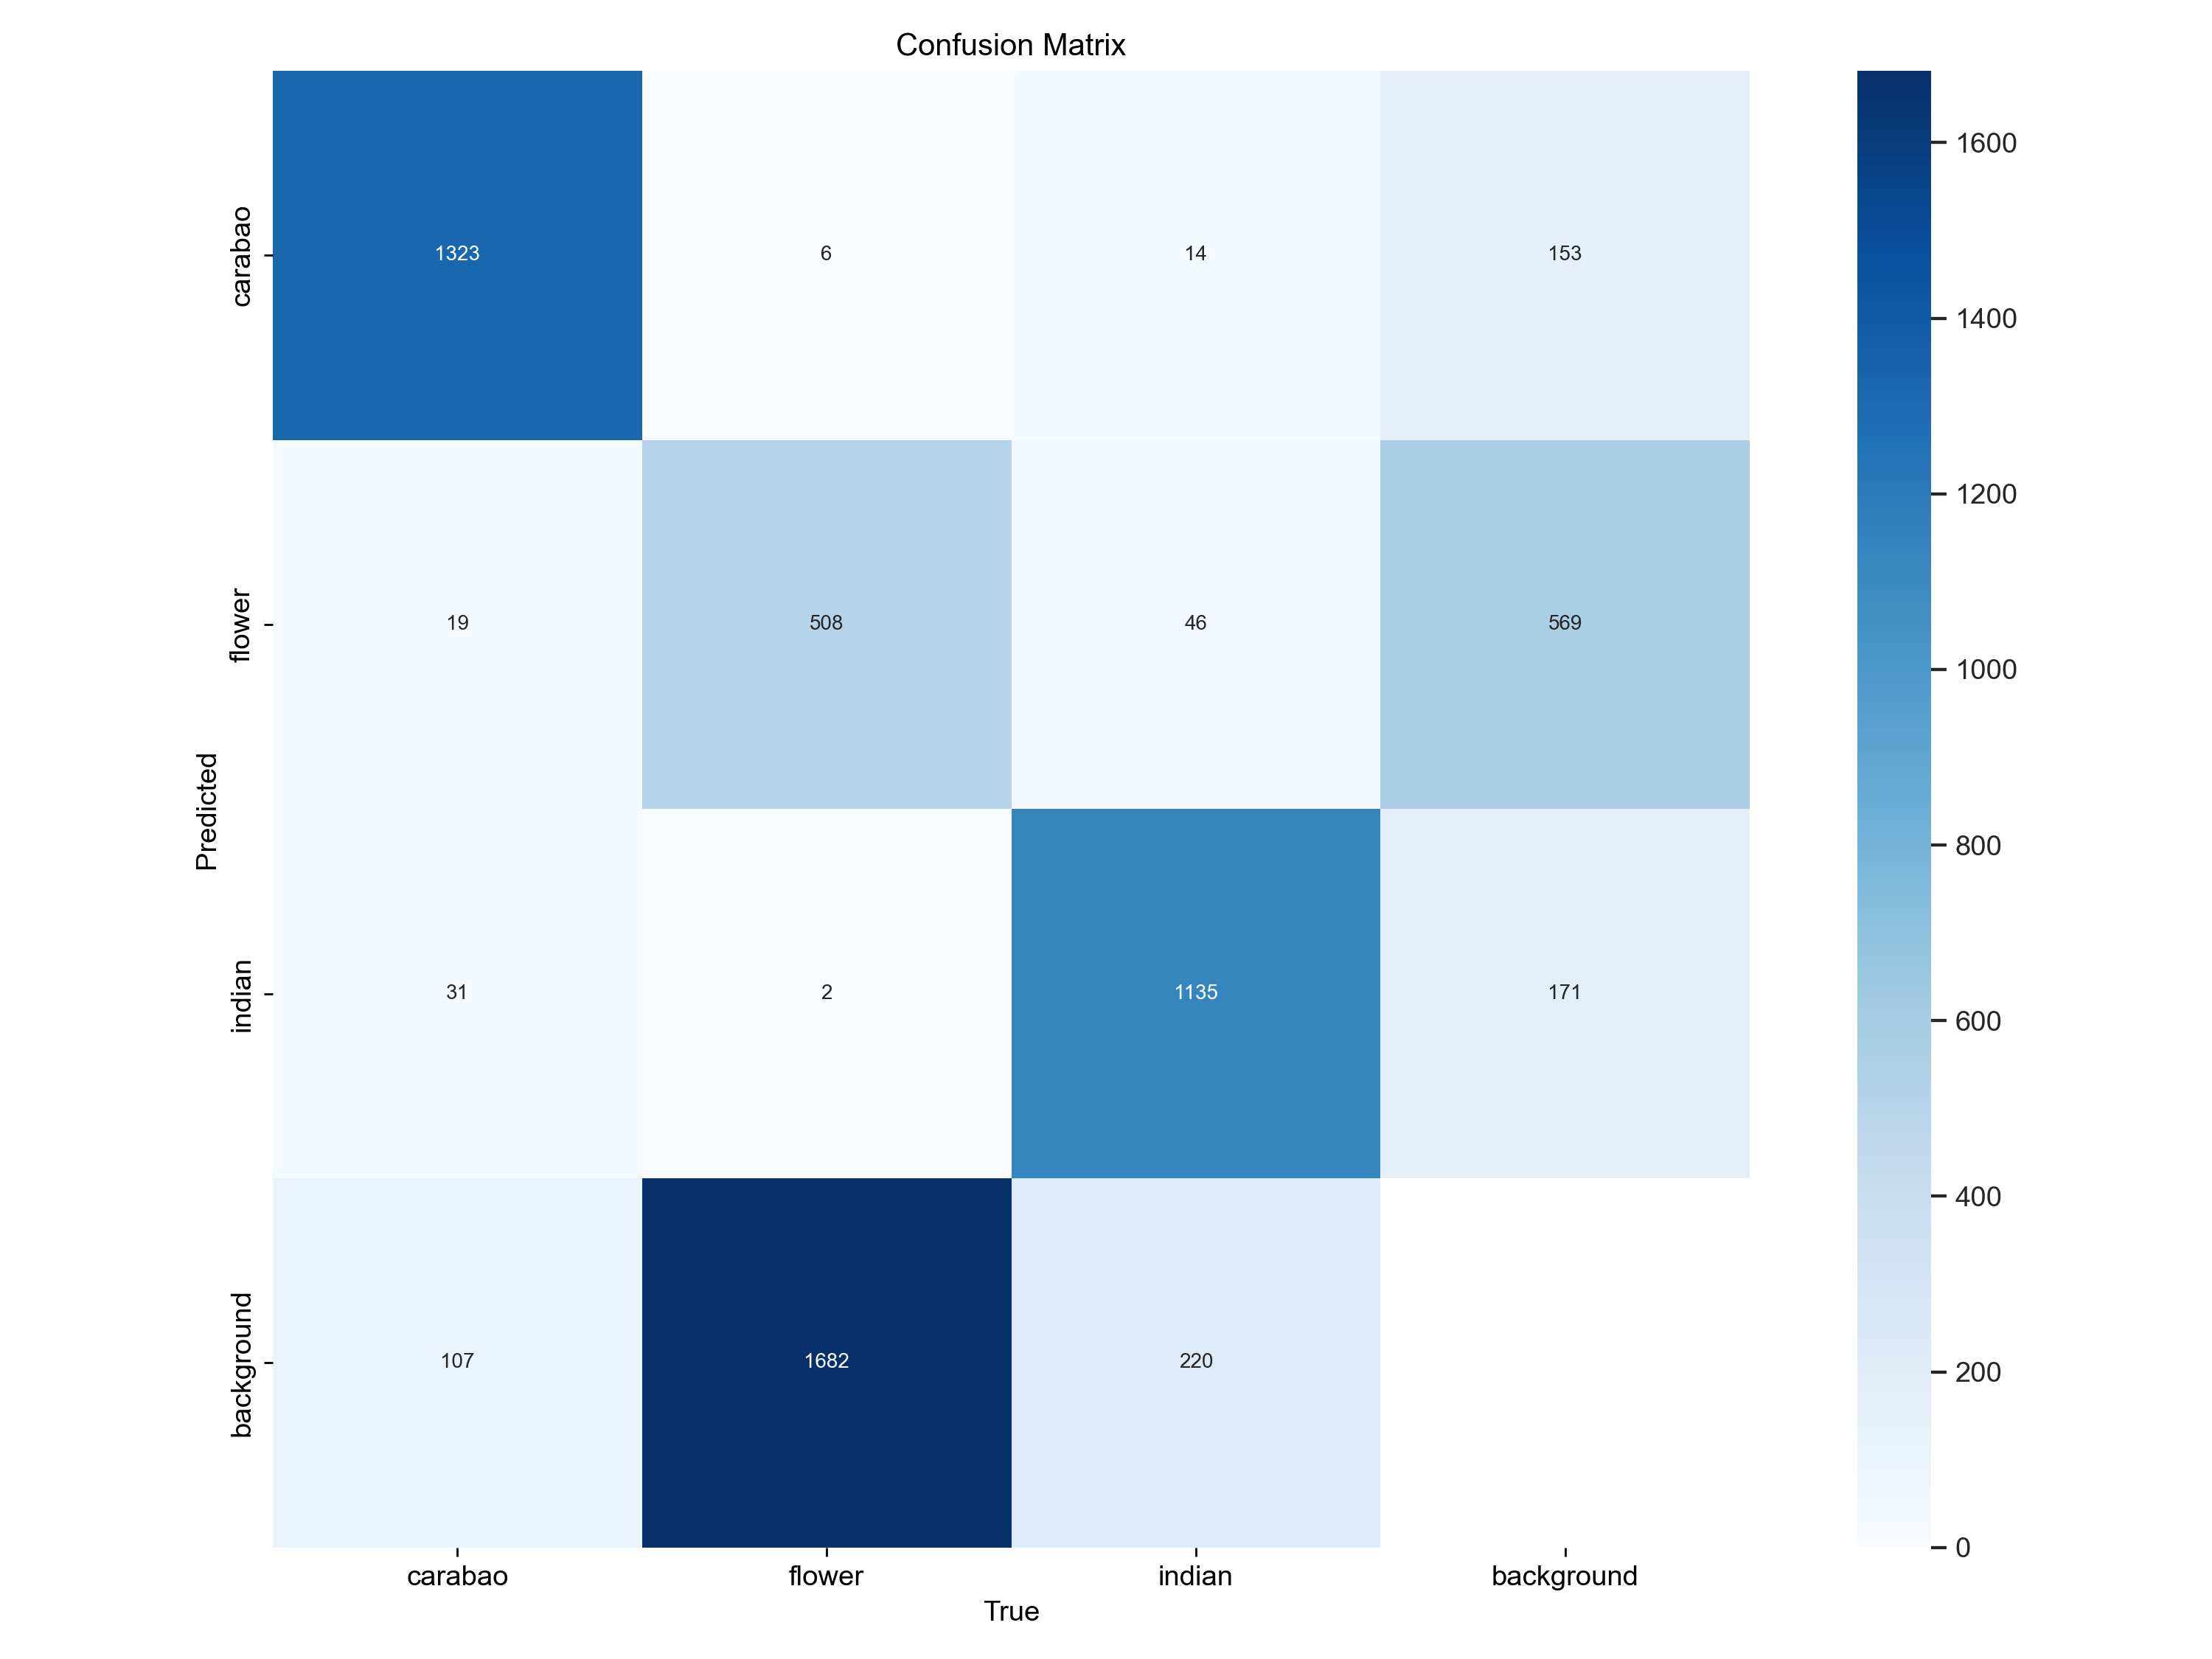 Confusion Matrix
carabao
1323
6
14
153
flower
19
508
46
569
indian
31
2
1135
171
background
107
1682
220
Predicted
carabao
flower
indian
background
True
1600
1400
1200
1000
800
600
400
200
0